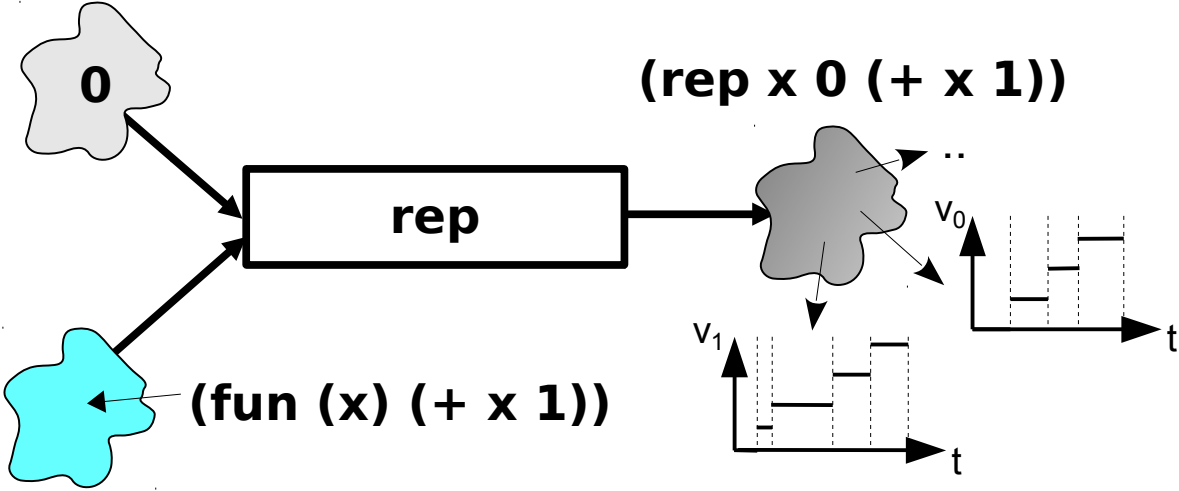 0
(rep x 0 (+ x 1))
rep
..
v0
t
v1
t
(fun (x) (+ x 1))